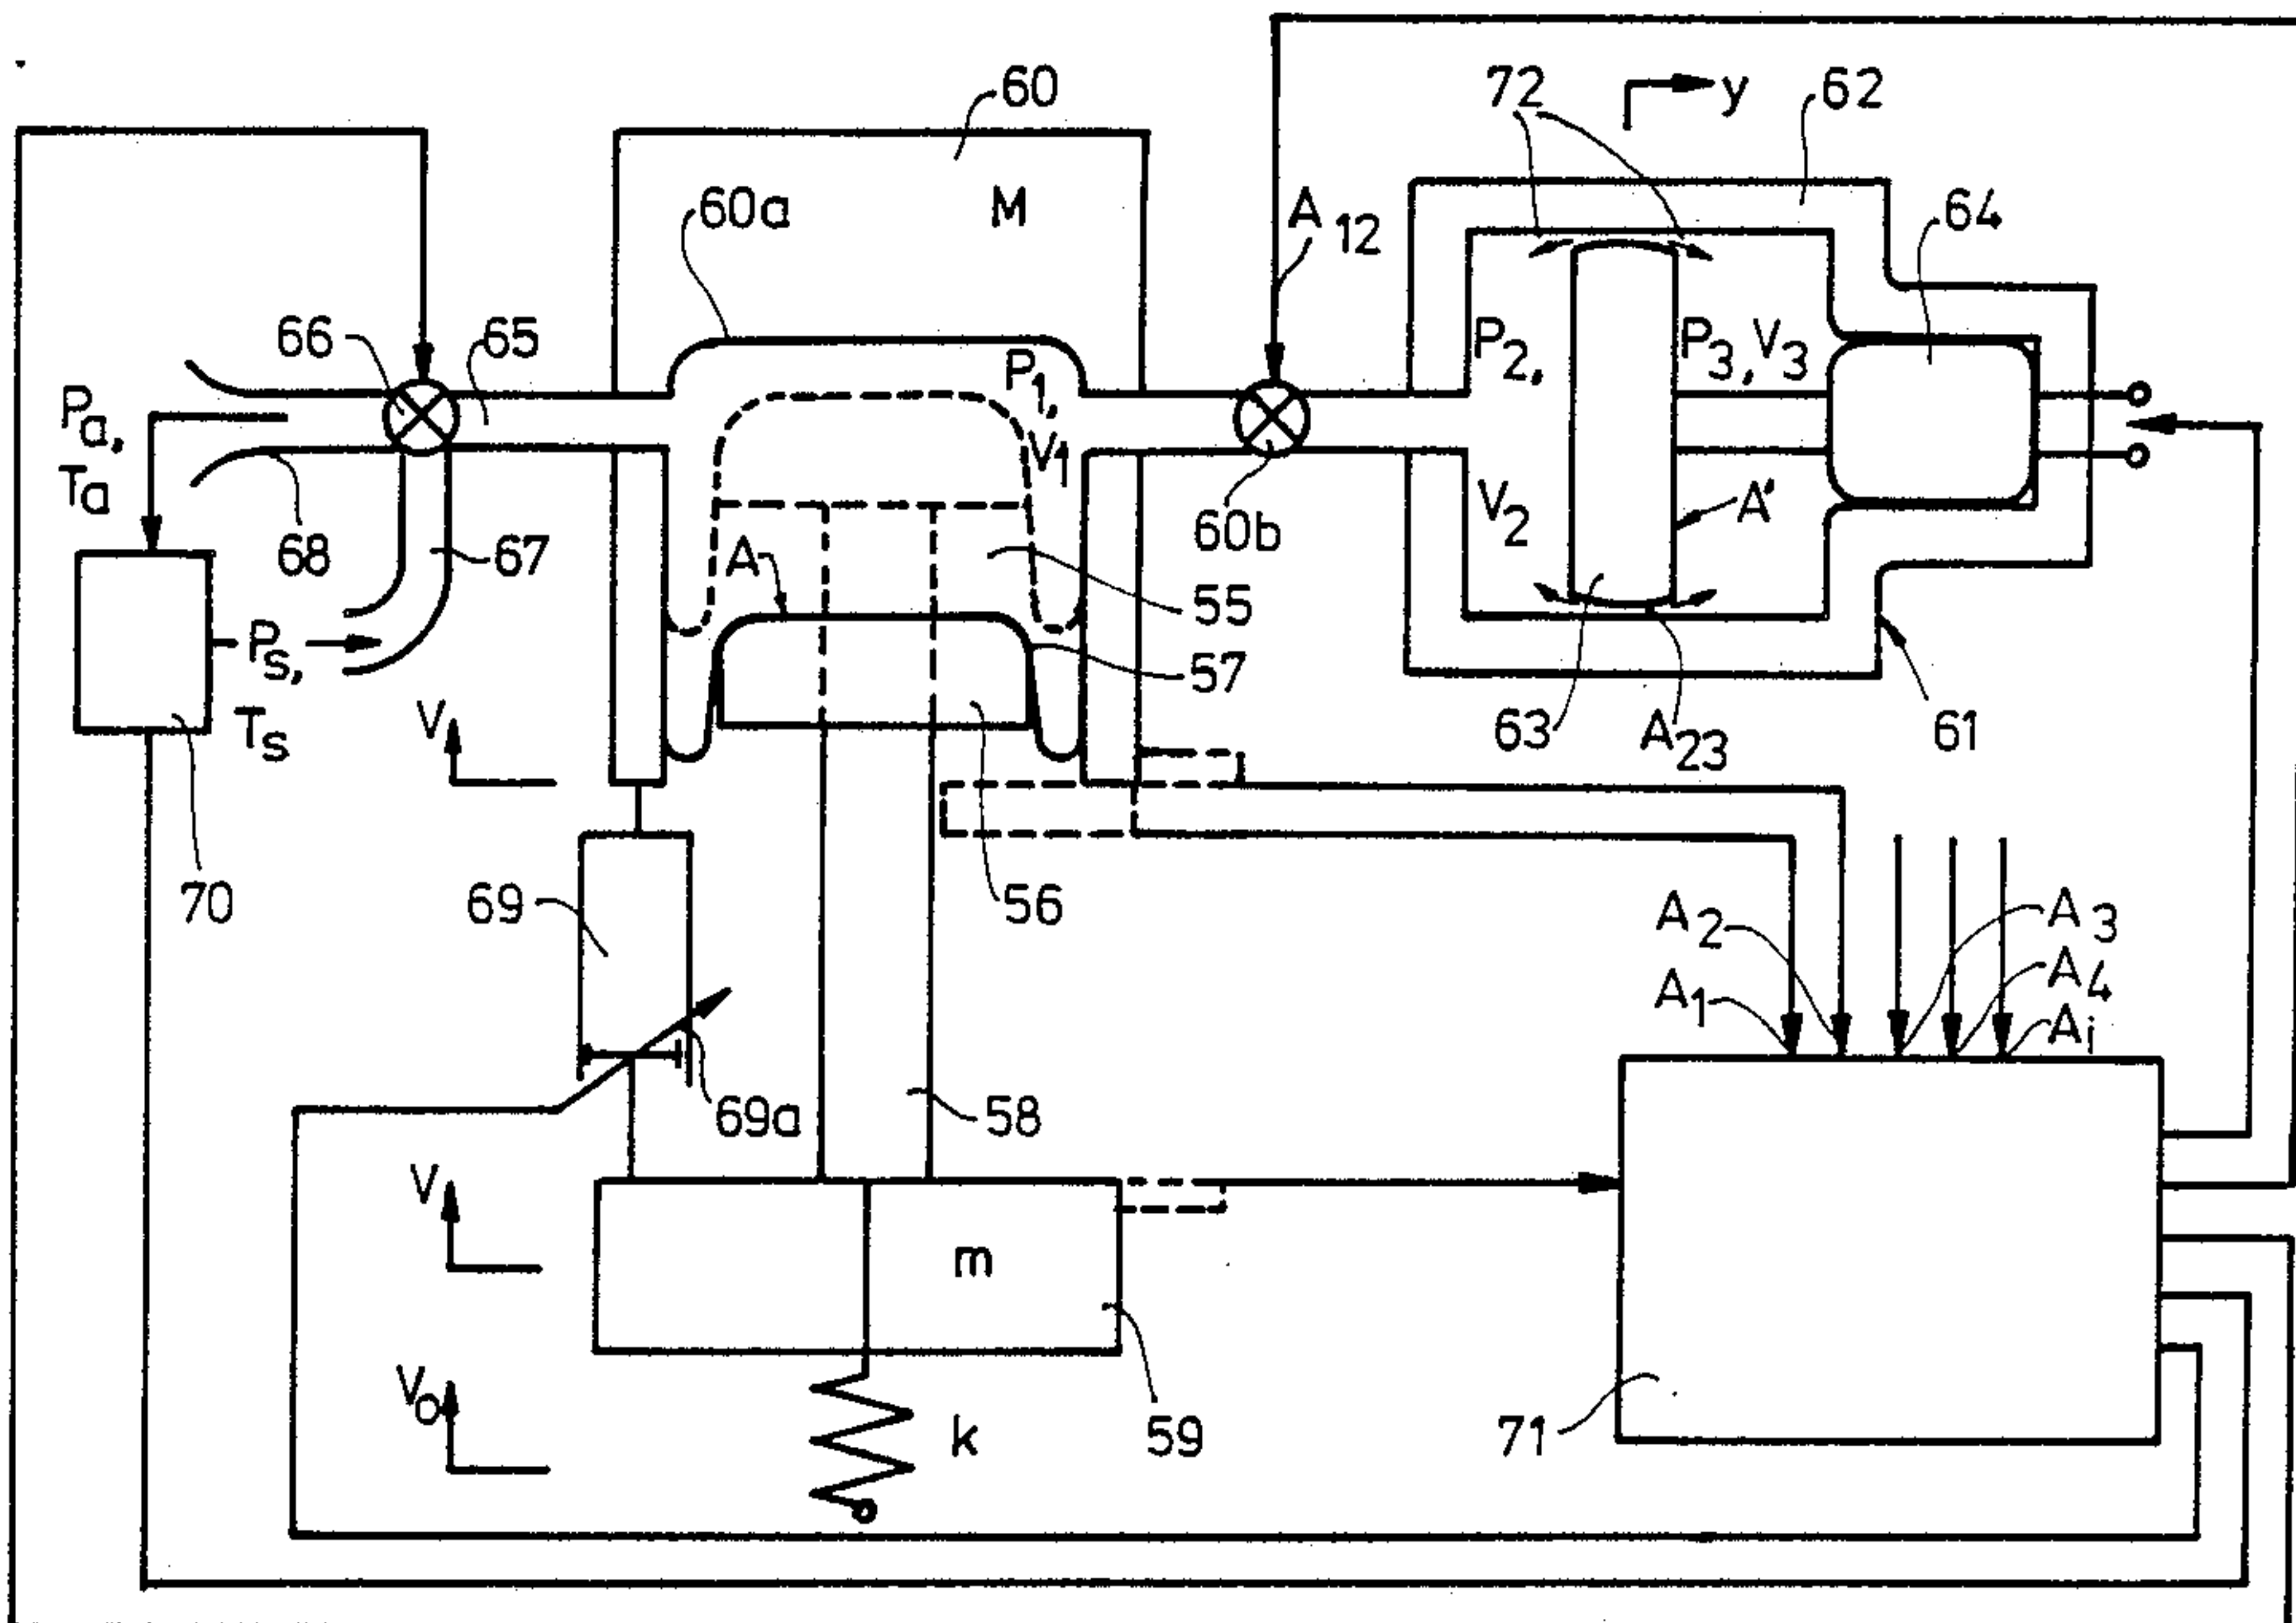 60
72
y
62
60a
M
A12
64
66
65
P1,
V1
P2,
P3, V3
Pa,
Ta
V2
A'
68
67
A
60b
55
Ps,
Ts
57
V
63
A23
61
70
69
56
A2
A3
A1
A4
Ai
69a
58
V
m
Vo
k
59
71